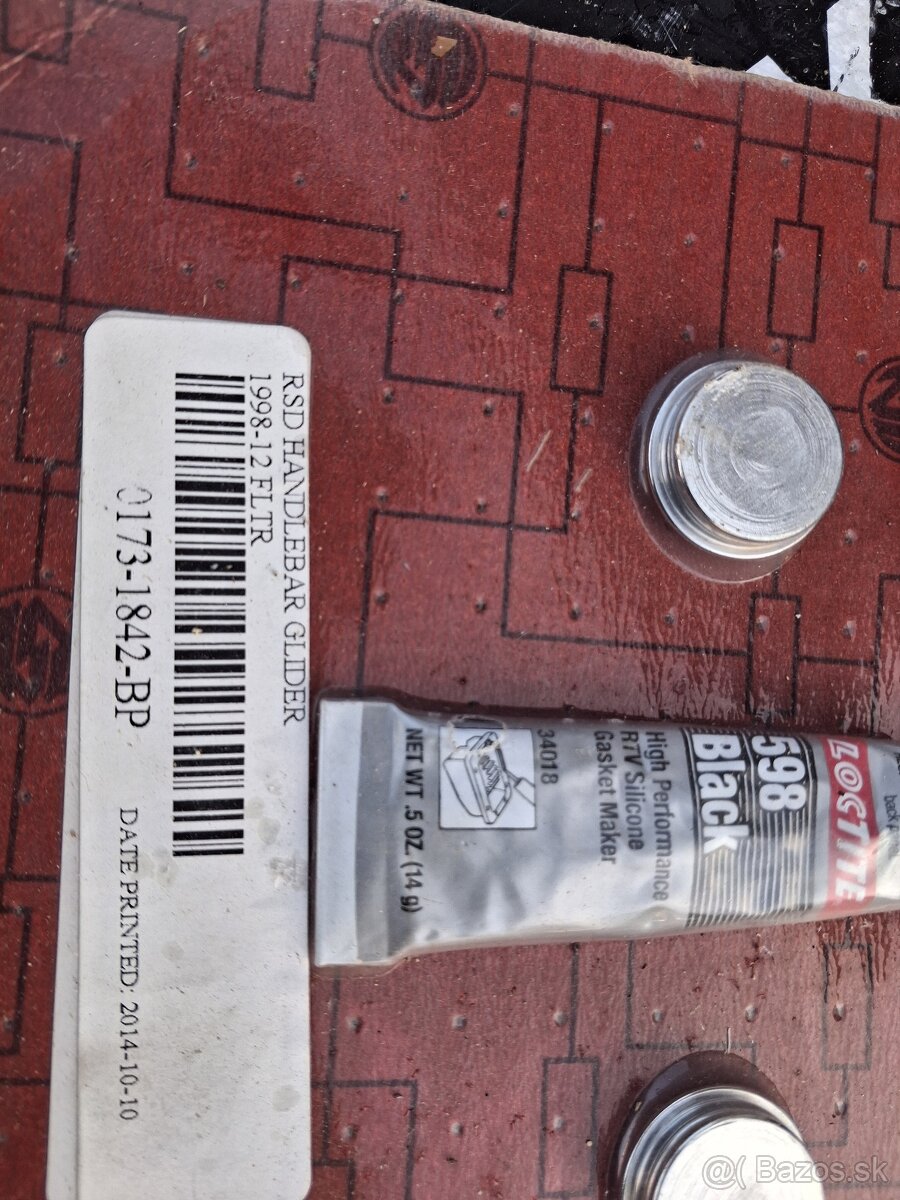 RSD HANDLEBAR GLIDER
1998-12 FLTR
0173-1842-BP
DATE PRINTED: 2014-10-10
LOCTITE
598
Black
High Performance
RTV Silicone
Gasket Maker
34018
NET WT .5 OZ. (14 g)
@( Bazos.sk